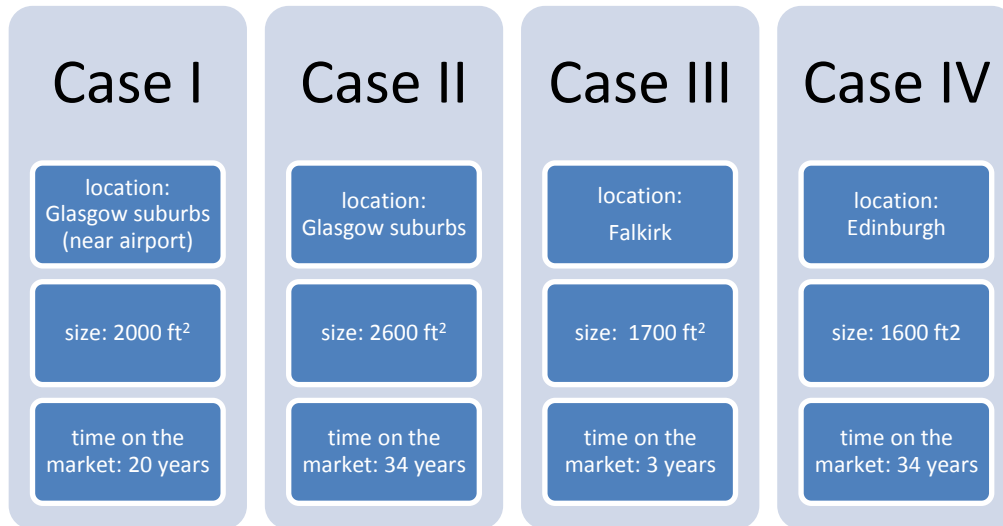 Case I
location:
Glasgow suburbs
(near airport)
size: 2000 ft²
time on the
market: 20 years
Case II
location:
Glasgow suburbs
size: 2600 ft²
time on the
market: 34 years
Case III
location:
Falkirk
size:  1700 ft²
time on the
market: 3 years
Case IV
location:
Edinburgh
size: 1600 ft2
time on the
market: 34 years